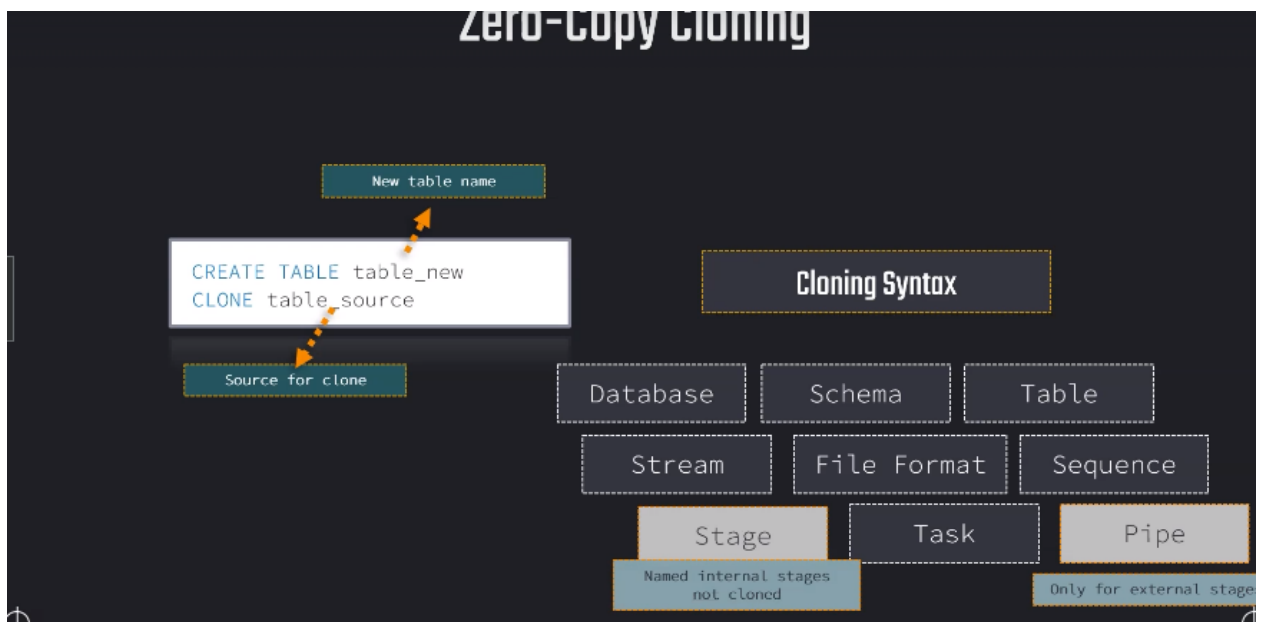 Zero-Copy Cloning
New table name
CREATE TABLE table_new
CLONE table_source
Source for clone
Cloning Syntax
Database Schema Table
Stream File Format Sequence
Stage Task Pipe
Named internal stages
not cloned
Only for external stage